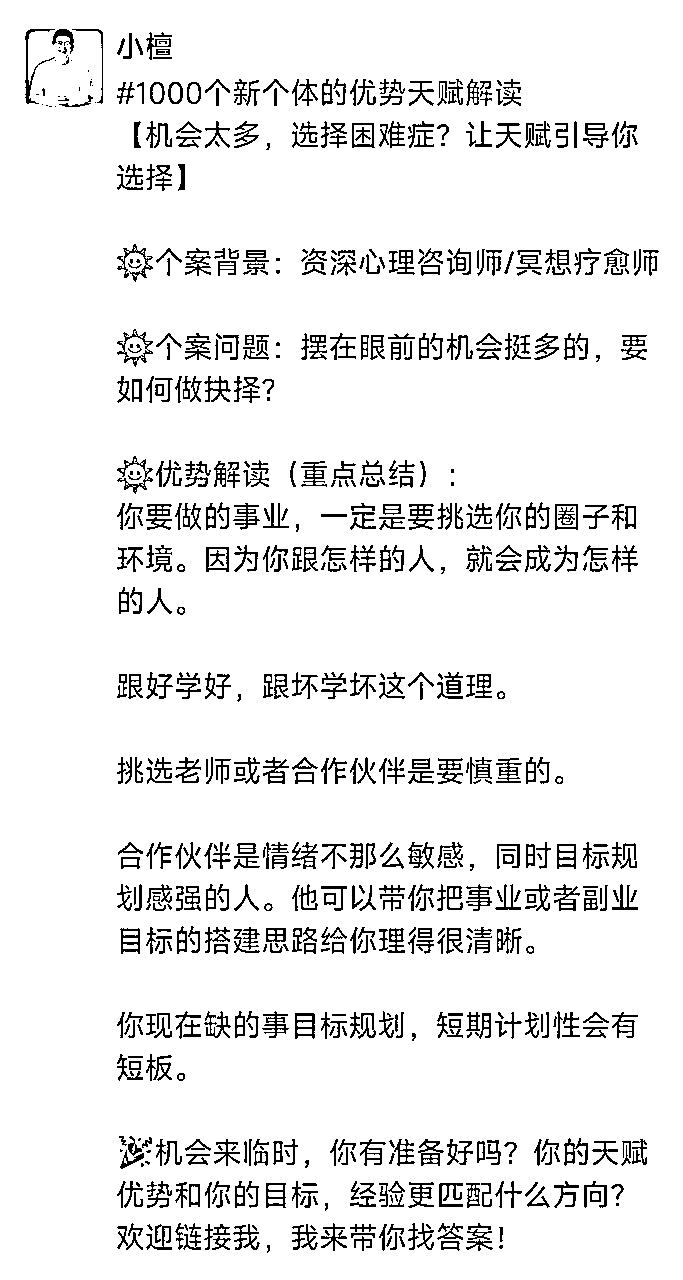 小檀
#1000个新个体的优势天赋解读
【机会太多，选择困难症？让天赋引导你
选择】
🌞个案背景：资深心理咨询师/冥想疗愈师
🌞个案问题：摆在眼前的机会挺多的，要
如何做抉择？
🌞优势解读（重点总结）：
你要做的事业，一定是要挑选你的圈子和
环境。因为你跟怎样的人，就会成为怎样
的人。
跟好学好，跟坏学坏这个道理。
挑选老师或者合作伙伴是要慎重的。
合作伙伴是情绪不那么敏感，同时目标规
划感强的人。他可以带你把事业或者副业
目标的搭建思路给你理得很清晰。
你现在缺的事目标规划，短期计划性会有
短板。
🎉机会来临时，你有准备好吗？你的天赋
优势和你的目标，经验更匹配什么方向？
欢迎链接我，我来带你找答案！